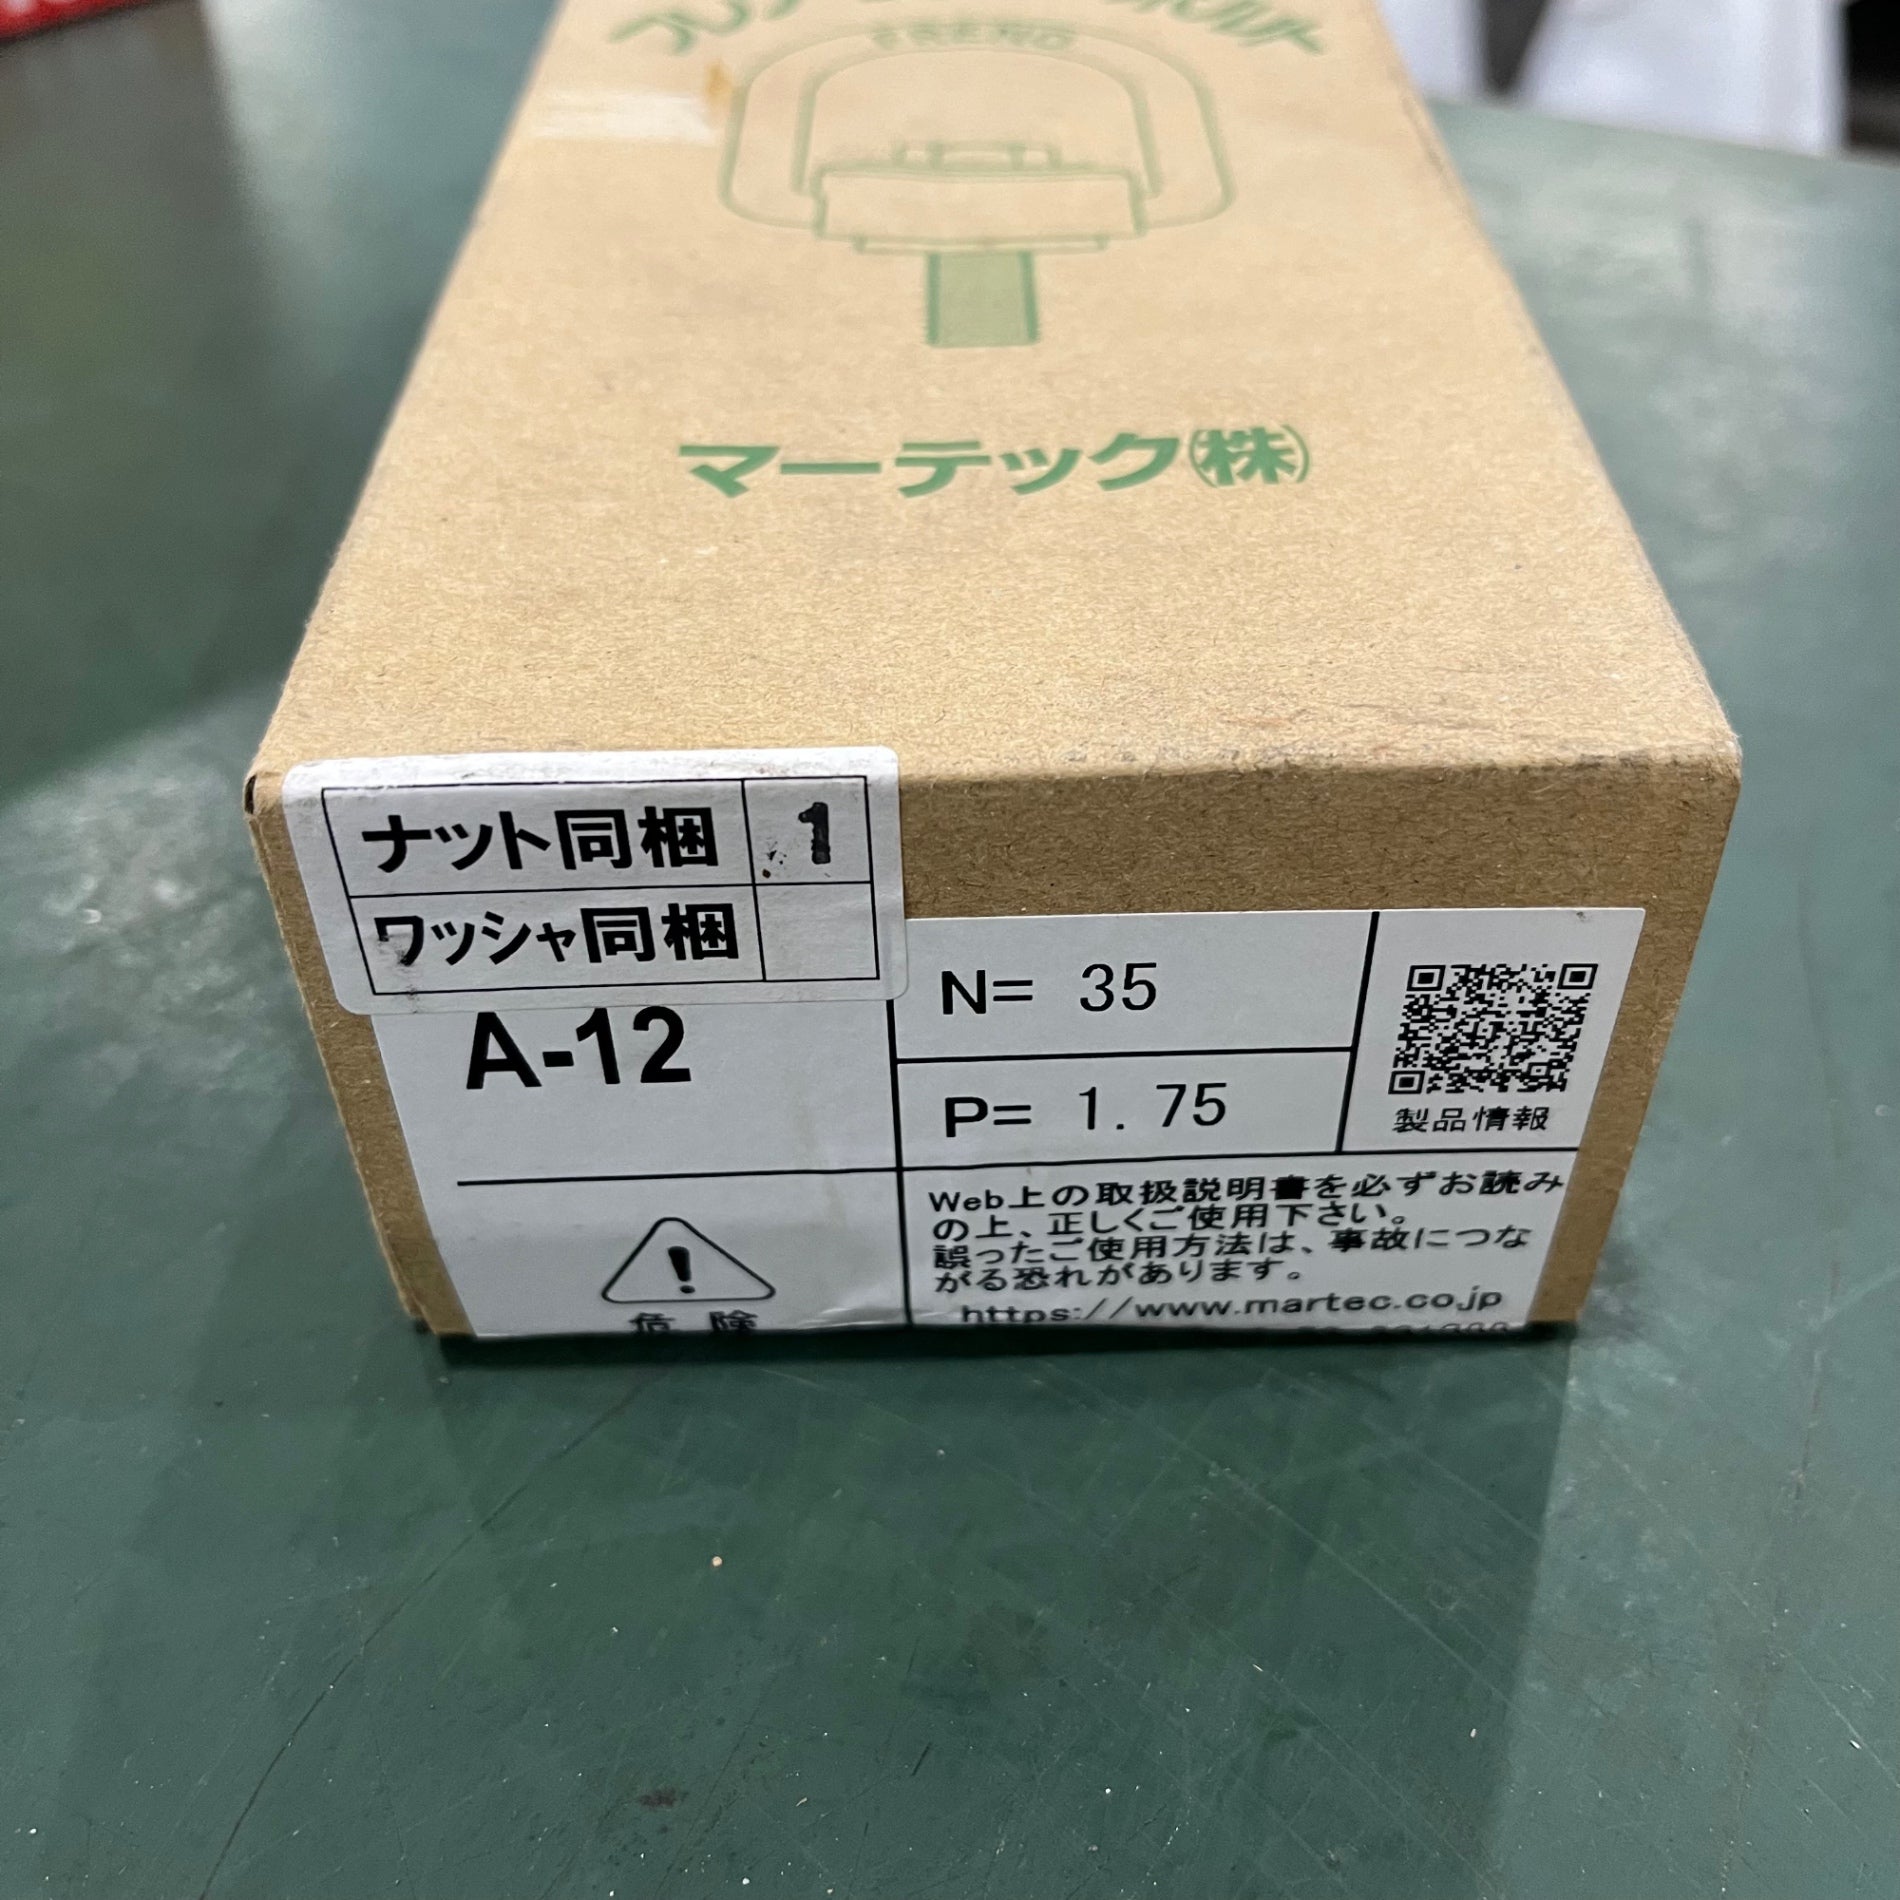 FRENO
マーテック㈱
ナット同梱 1
ワッシャ同梱
A-12
N= 35
P= 1.75
製品情報
Web上の取扱説明書を必ずお読み
の上、正しくご使用下さい。
誤ったご使用方法は、事故につな
がる恐れがあります。
危険
https://www.martec.co.jp